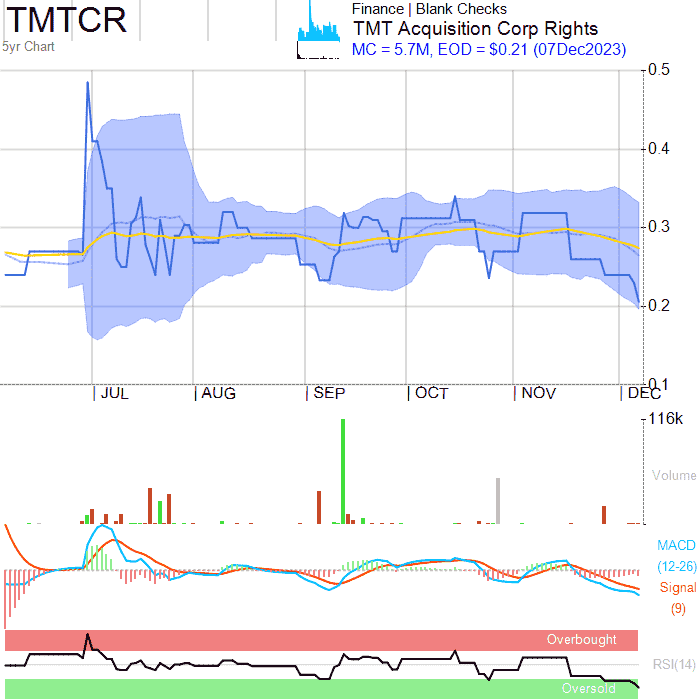 TMTCR
5yr Chart
Finance | Blank Checks
TMT Acquisition Corp Rights
MC = 5.7M, EOD = $0.21 (07Dec2023)
0.5
0.4
0.3
0.2
0.1
JUL
AUG
SEP
OCT
NOV
DEC
116k
Volume
MACD
(12-26)
Signal
(9)
Overbought
RSI(14)
Oversold